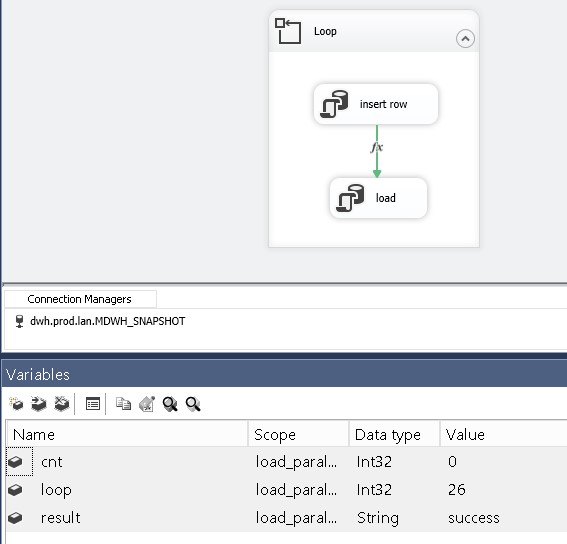 Loop
insert row
fx
load
Connection Managers
dwh.prod.lan.MDWH_SNAPSHOT
Variables
Name Scope Data type Value
cnt load_paral... Int32 0
loop load_paral... Int32 26
result load_paral... String success